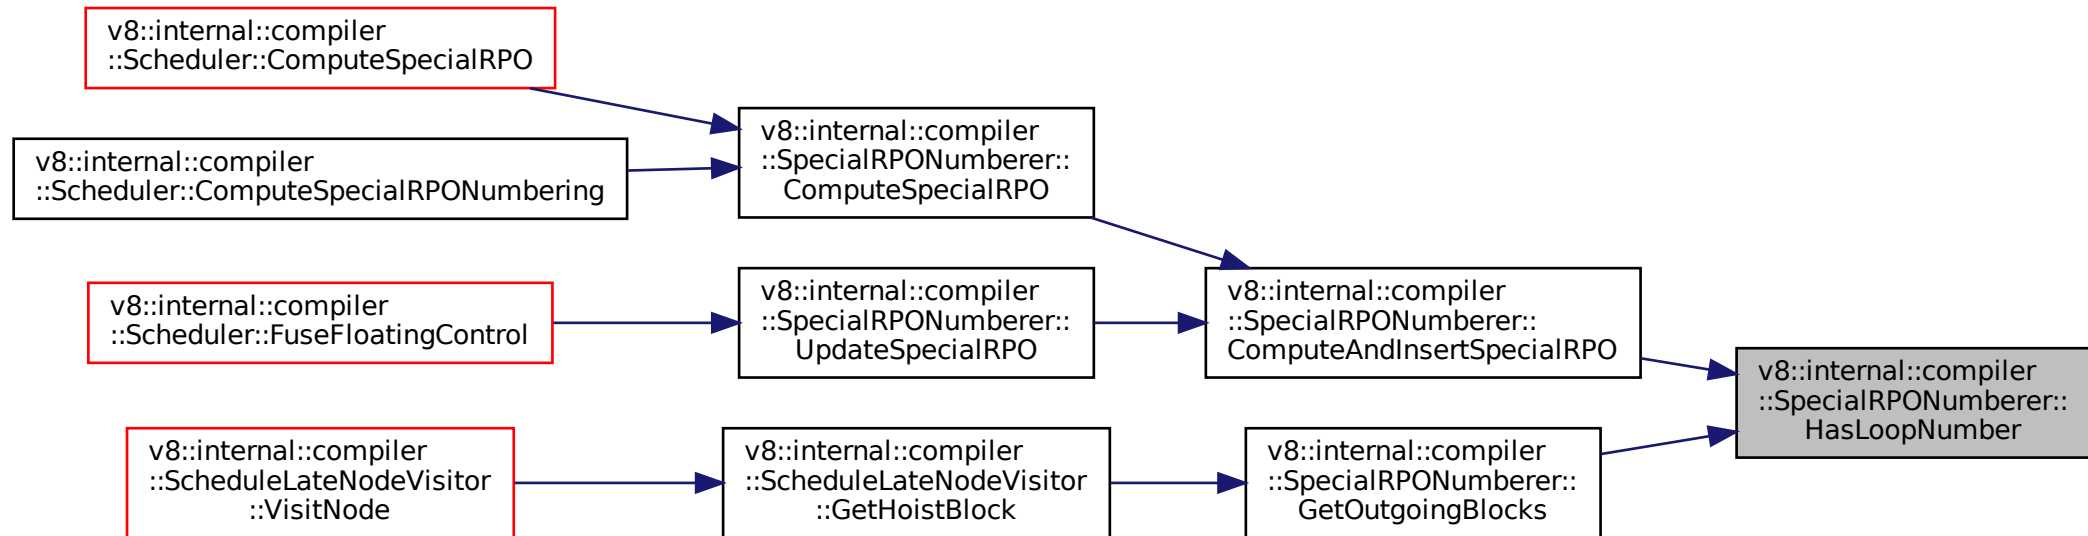 v8::internal::compiler
::Scheduler::ComputeSpecialRPO
v8::internal::compiler
::Scheduler::ComputeSpecialRPONumbering
v8::internal::compiler
::SpecialRPONumberer::
ComputeSpecialRPO
v8::internal::compiler
::Scheduler::FuseFloatingControl
v8::internal::compiler
::SpecialRPONumberer::
UpdateSpecialRPO
v8::internal::compiler
::SpecialRPONumberer::
ComputeAndInsertSpecialRPO
v8::internal::compiler
::SpecialRPONumberer::
HasLoopNumber
v8::internal::compiler
::ScheduleLateNodeVisitor
::VisitNode
v8::internal::compiler
::ScheduleLateNodeVisitor
::GetHoistBlock
v8::internal::compiler
::SpecialRPONumberer::
GetOutgoingBlocks